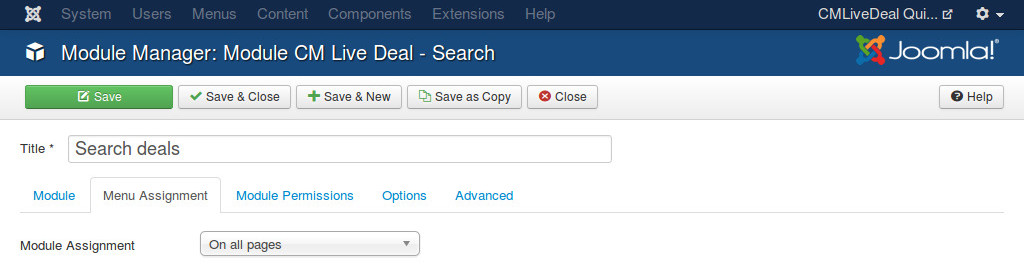 System Users Menus Content Components Extensions Help CMLiveDeal Qui...
Module Manager: Module CM Live Deal - Search Joomla!®
Save Save & Close Save & New Save as Copy Close Help
Title * Search deals
Module Menu Assignment Module Permissions Options Advanced
Module Assignment On all pages